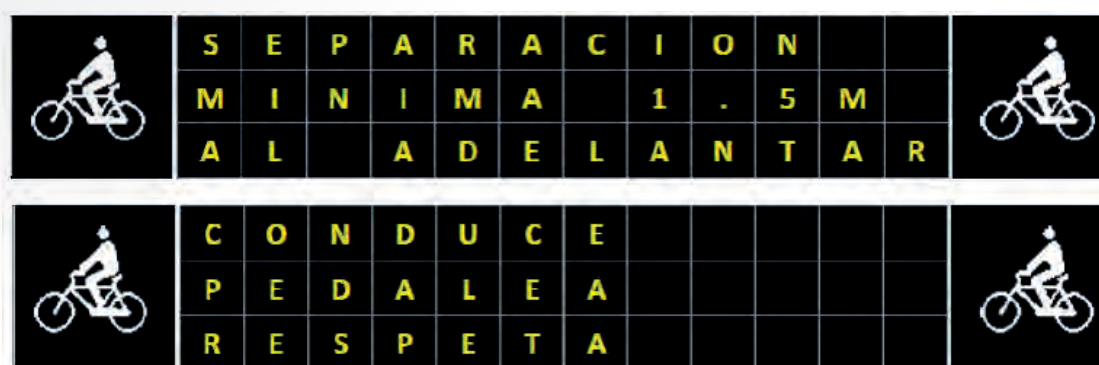 SEPARACION
MINIMA 1.5M
AL ADELANTAR
CONDUCE
PEDALEA
RESPETA